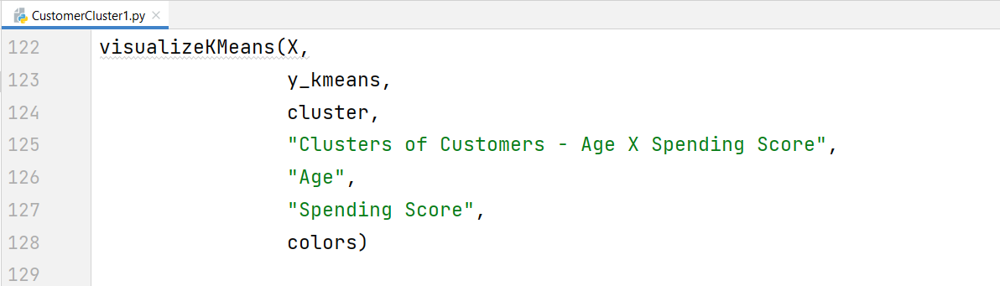 CustomerCluster1.py
122 visualizeKMeans(X,
123 y_kmeans,
124 cluster,
125 "Clusters of Customers - Age X Spending Score",
126 "Age",
127 "Spending Score",
128 colors)
129